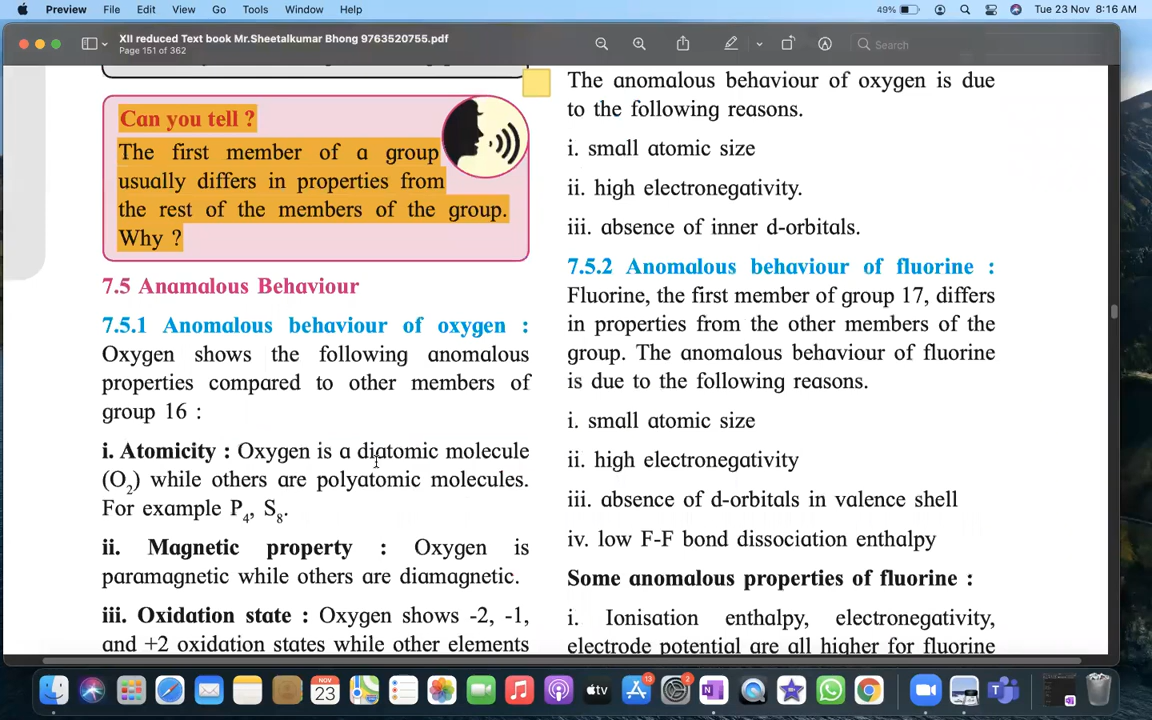 Preview File Edit View Go Tools Window Help 49% Tue 23 Nov 8:16 AM
XII reduced Text book Mr.Sheetalkumar Bhong 9763520755.pdf
Page 151 of 362
Search
Can you tell ?
The first member of a group
usually differs in properties from
the rest of the members of the group.
Why ?
7.5 Anamalous Behaviour
7.5.1 Anomalous behaviour of oxygen :
Oxygen shows the following anomalous
properties compared to other members of
group 16 :
i. Atomicity : Oxygen is a diatomic molecule
(O₂) while others are polyatomic molecules.
For example P₄, S₈.
ii. Magnetic property : Oxygen is
paramagnetic while others are diamagnetic.
iii. Oxidation state : Oxygen shows -2, -1,
and +2 oxidation states while other elements
The anomalous behaviour of oxygen is due
to the following reasons.
i. small atomic size
ii. high electronegativity.
iii. absence of inner d-orbitals.
7.5.2 Anomalous behaviour of fluorine :
Fluorine, the first member of group 17, differs
in properties from the other members of the
group. The anomalous behaviour of fluorine
is due to the following reasons.
i. small atomic size
ii. high electronegativity
iii. absence of d-orbitals in valence shell
iv. low F-F bond dissociation enthalpy
Some anomalous properties of fluorine :
i. Ionisation enthalpy, electronegativity,
electrode potential are all higher for fluorine
NOV
23
tv
13
2